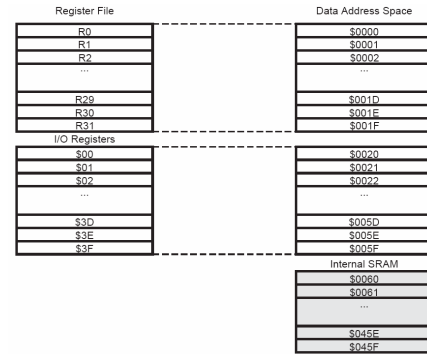 Register File Data Address Space
R0 $0000
R1 $0001
R2 $0002
... ...
R29 $001D
R30 $001E
R31 $001F
I/O Registers
$00 $0020
$01 $0021
$02 $0022
... ...
$3D $005D
$3E $005E
$3F $005F
Internal SRAM
$0060
$0061
...
$045E
$045F